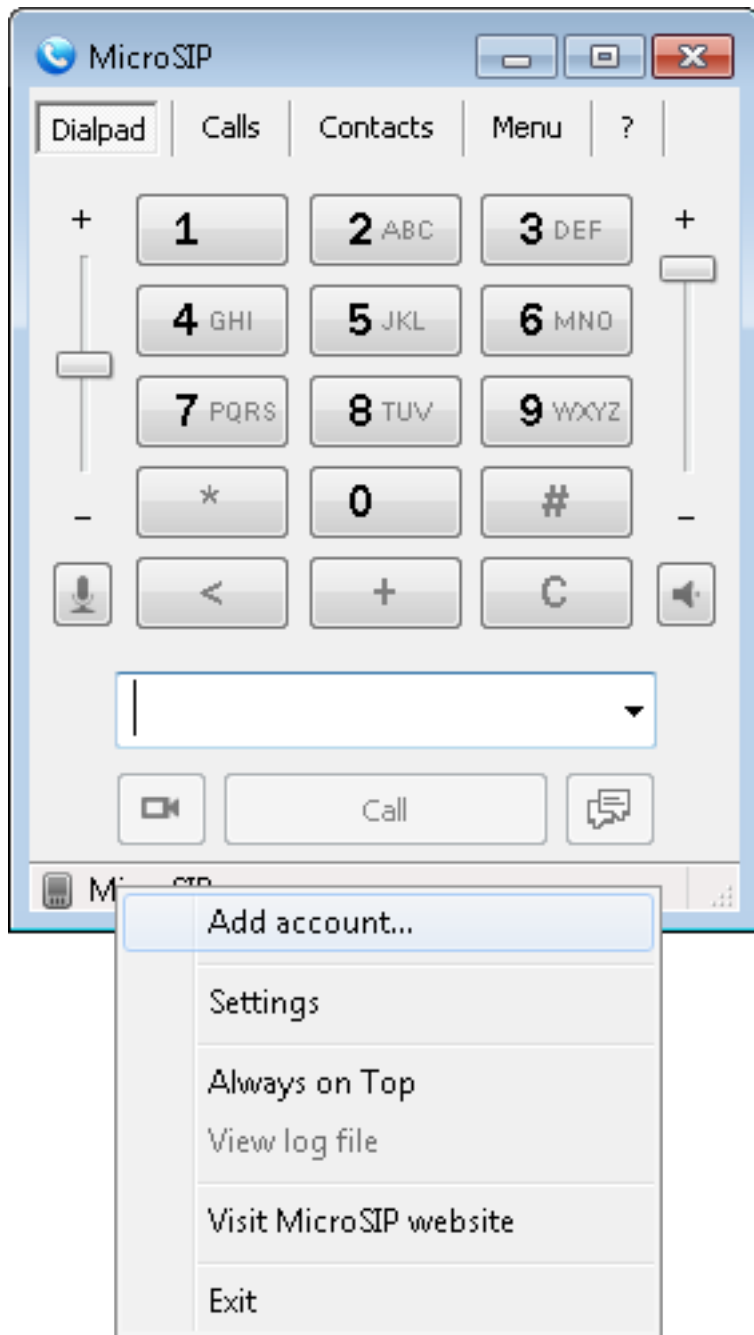 MicroSIP
Dialpad Calls Contacts Menu ?
+ +
1 2 ABC 3 DEF
4 GHI 5 JKL 6 MNO
7 PQRS 8 TUV 9 WXYZ
* 0 #
- -
< + C
Call
Add account...
Settings
Always on Top
View log file
Visit MicroSIP website
Exit